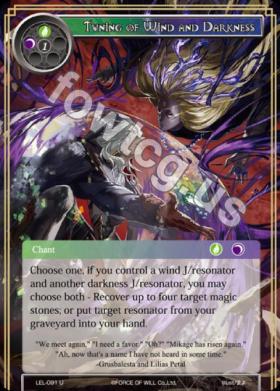 Tuning of Wind and Darkness
1
fowtcg.us
Chant
Choose one, if you control a wind J/resonator
and another darkness J/resonator, you may
choose both - Recover up to four target magic
stones; or put target resonator from your
graveyard into your hand.
"We meet again," "I need a favor." "Oh?" "Mikage has risen again."
"Ah, now that's a name I have not heard in some time."
-Grusbalesta and Lilias Petal
LEL-091 U
©FORCE OF WILL Co.,Ltd.